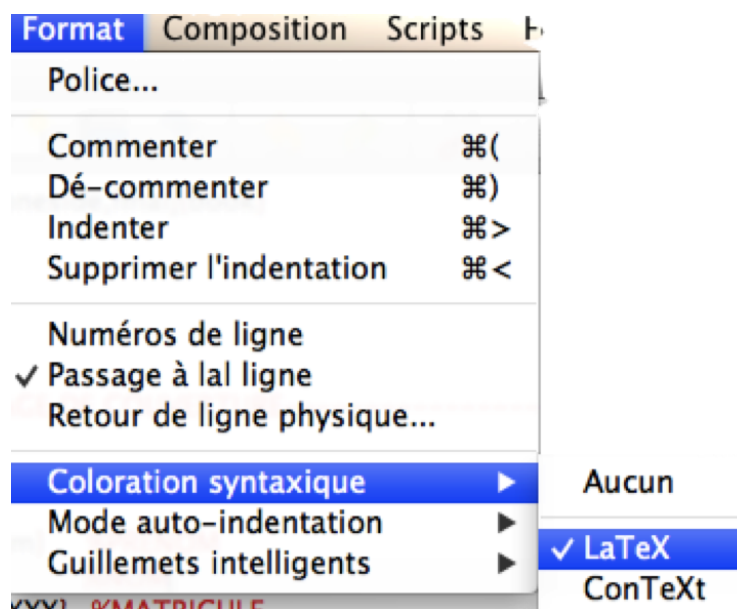 Format Composition Scripts
Police...
Commenter ⌘(
Dé-commenter ⌘)
Indenter ⌘>
Supprimer l'indentation ⌘<
Numéros de ligne
✓ Passage à lal ligne
Retour de ligne physique...
Coloration syntaxique ▶ Aucun
Mode auto-indentation ▶ ✓ LaTeX
Guillemets intelligents ▶ ConTeXt
%MATRICULE